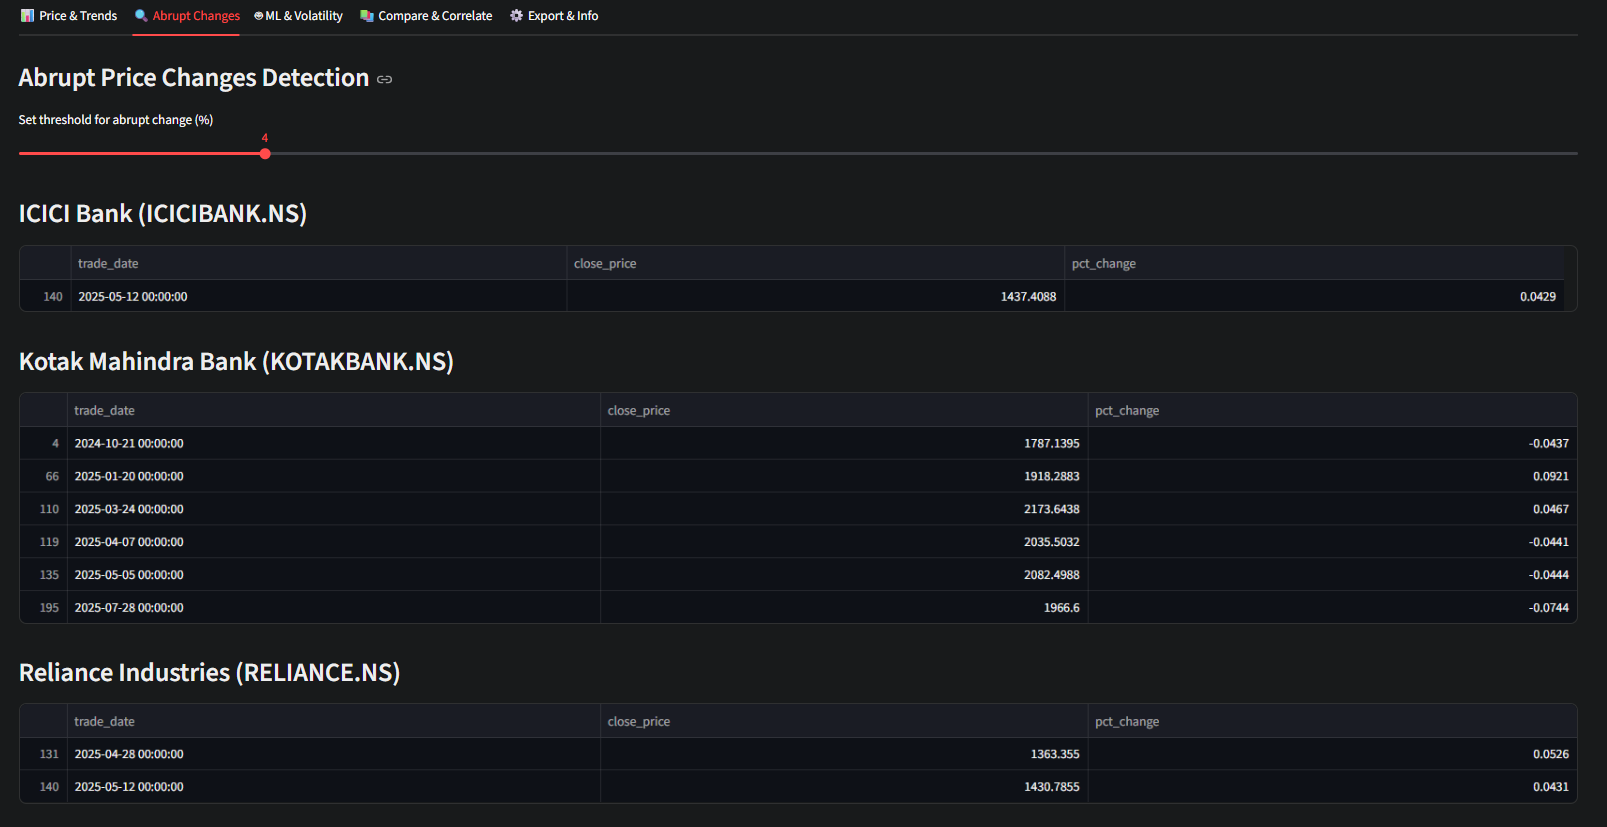 Price & Trends Abrupt Changes ML & Volatility Compare & Correlate Export & Info
Abrupt Price Changes Detection
Set threshold for abrupt change (%)
4
ICICI Bank (ICICIBANK.NS)
trade_date close_price pct_change
140 2025-05-12 00:00:00 1437.4088 0.0429
Kotak Mahindra Bank (KOTAKBANK.NS)
trade_date close_price pct_change
4 2024-10-21 00:00:00 1787.1395 -0.0437
66 2025-01-20 00:00:00 1918.2883 0.0921
110 2025-03-24 00:00:00 2173.6438 0.0467
119 2025-04-07 00:00:00 2035.5032 -0.0441
135 2025-05-05 00:00:00 2082.4988 -0.0444
195 2025-07-28 00:00:00 1966.6 -0.0744
Reliance Industries (RELIANCE.NS)
trade_date close_price pct_change
131 2025-04-28 00:00:00 1363.355 0.0526
140 2025-05-12 00:00:00 1430.7855 0.0431